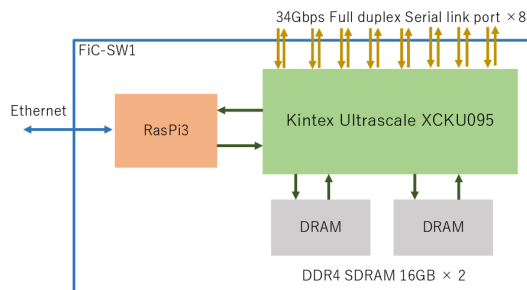 34Gbps Full duplex Serial link port ×8
FiC-SW1
Ethernet
RasPi3
Kintex Ultrascale XCKU095
DRAM
DRAM
DDR4 SDRAM 16GB × 2